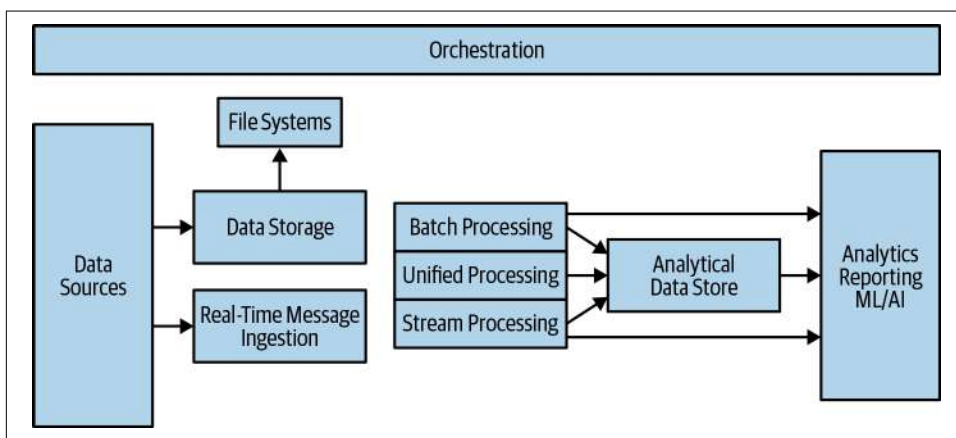 Orchestration
File Systems
Data
Sources
Data Storage
Real-Time Message
Ingestion
Batch Processing
Unified Processing
Stream Processing
Analytical
Data Store
Analytics
Reporting
ML/AI